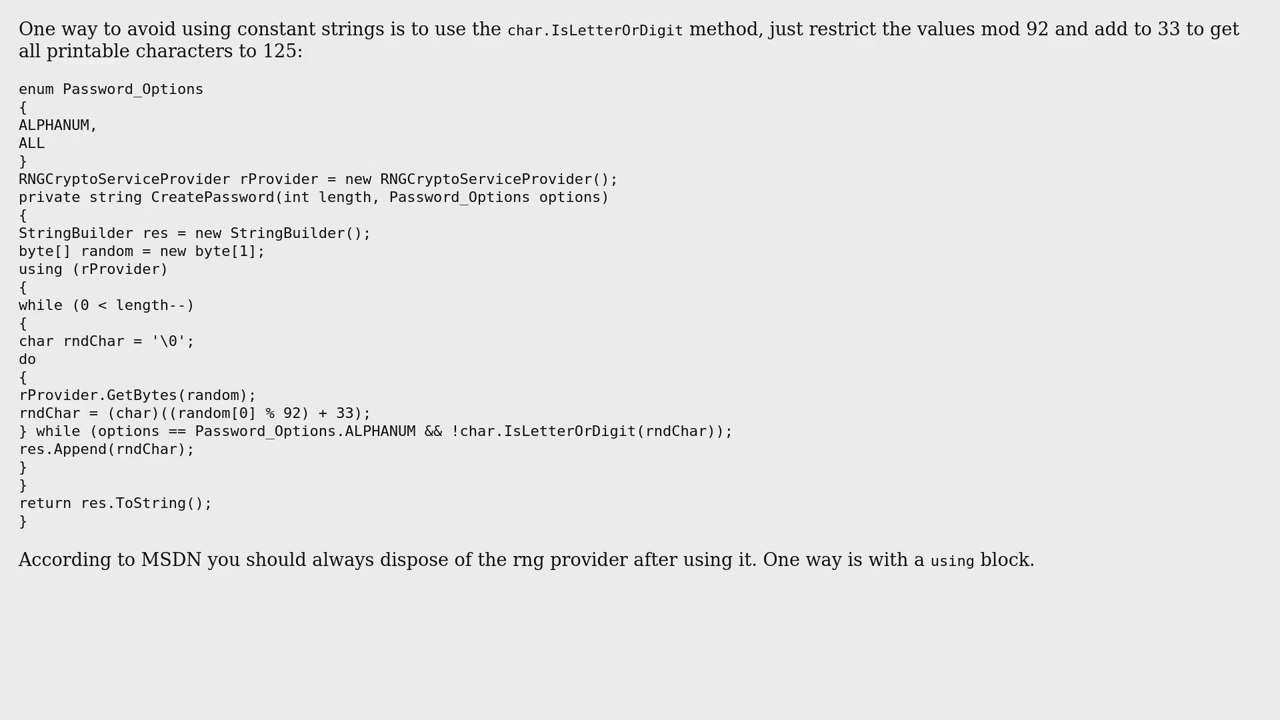 One way to avoid using constant strings is to use the char.IsLetterOrDigit method, just restrict the values mod 92 and add to 33 to get
all printable characters to 125:
enum Password_Options
{
ALPHANUM,
ALL
}
RNGCryptoServiceProvider rProvider = new RNGCryptoServiceProvider();
private string CreatePassword(int length, Password_Options options)
{
StringBuilder res = new StringBuilder();
byte[] random = new byte[1];
using (rProvider)
{
while (0 < length--)
{
char rndChar = '\0';
do
{
rProvider.GetBytes(random);
rndChar = (char)((random[0] % 92) + 33);
} while (options == Password_Options.ALPHANUM && !char.IsLetterOrDigit(rndChar));
res.Append(rndChar);
}
}
return res.ToString();
}
According to MSDN you should always dispose of the rng provider after using it. One way is with a using block.